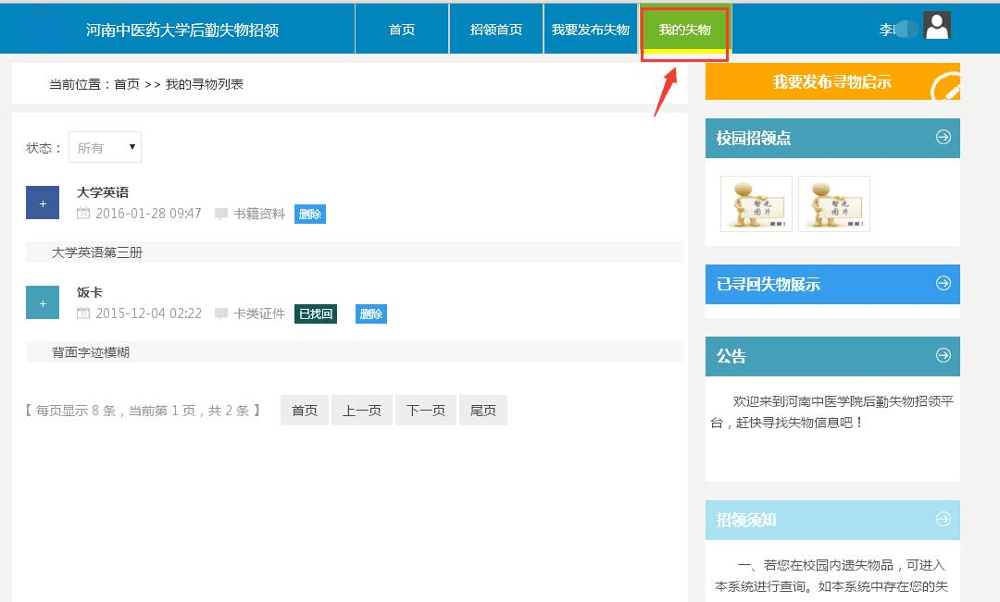 河南中医药大学后勤失物招领
首页
招领首页
我要发布失物
我的失物
李
当前位置：首页 >> 我的寻物列表
状态：
所有
+
大学英语
2016-01-28 09:47
书籍资料
删除
大学英语第三册
+
饭卡
2015-12-04 02:22
卡类证件
已找回
删除
背面字迹模糊
【 每页显示 8 条，当前第 1 页，共 2 条 】
首页
上一页
下一页
尾页
我要发布寻物启示
校园招领点
暂无
图片
暂无
图片
已寻回失物展示
公告
欢迎来到河南中医学院后勤失物招领平
台，赶快寻找失物信息吧！
招领须知
一、若您在校园内遗失物品，可进入
本系统进行查询。如本系统中存在您的失